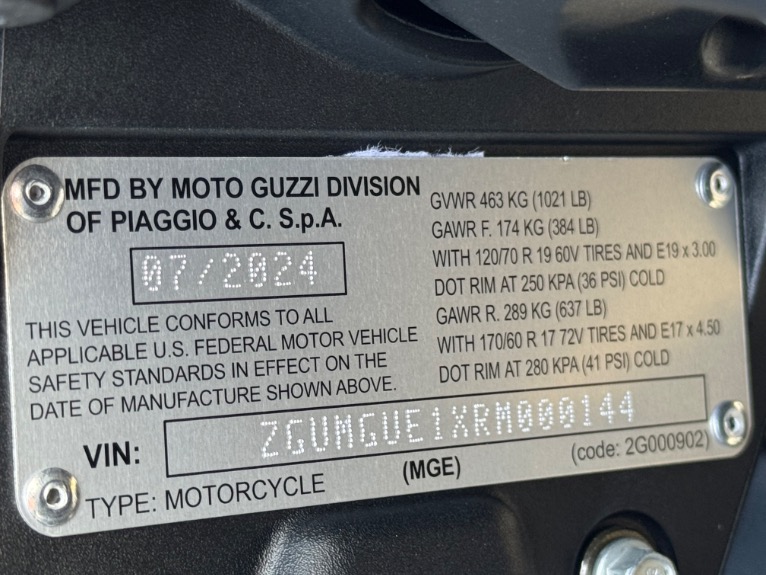 MFD BY MOTO GUZZI DIVISION
OF PIAGGIO & C. S.p.A.
07/2024
THIS VEHICLE CONFORMS TO ALL
APPLICABLE U.S. FEDERAL MOTOR VEHICLE
SAFETY STANDARDS IN EFFECT ON THE
DATE OF MANUFACTURE SHOWN ABOVE.
GVWR 463 KG (1021 LB)
GAWR F. 174 KG (384 LB)
WITH 120/70 R 19 60V TIRES AND E19 x 3.00
DOT RIM AT 250 KPA (36 PSI) COLD
GAWR R. 289 KG (637 LB)
WITH 170/60 R 17 72V TIRES AND E17 x 4.50
DOT RIM AT 280 KPA (41 PSI) COLD
VIN: ZGUMGUE1XRM000144
TYPE: MOTORCYCLE (MGE) (code: 2G000902)